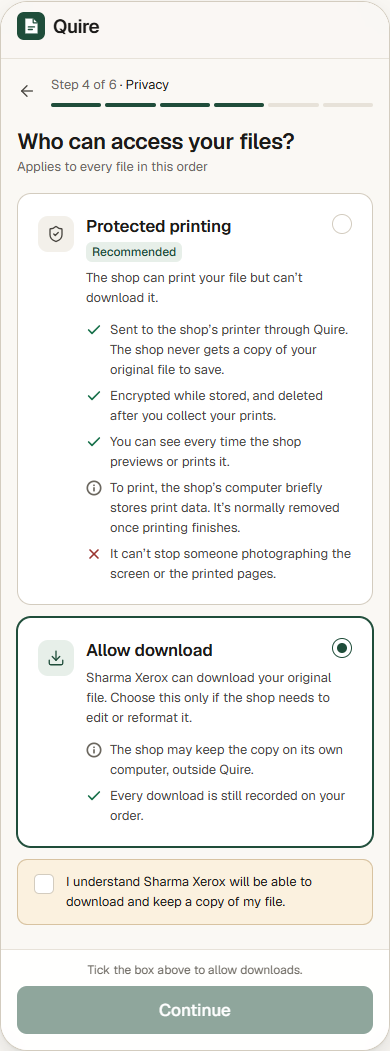 Quire
Step 4 of 6 · Privacy
Who can access your files?
Applies to every file in this order
Protected printing
Recommended
The shop can print your file but can’t
download it.
Sent to the shop’s printer through Quire.
The shop never gets a copy of your
original file to save.
Encrypted while stored, and deleted
after you collect your prints.
You can see every time the shop
previews or prints it.
To print, the shop’s computer briefly
stores print data. It’s normally removed
once printing finishes.
It can’t stop someone photographing the
screen or the printed pages.
Allow download
Sharma Xerox can download your original
file. Choose this only if the shop needs to
edit or reformat it.
The shop may keep the copy on its own
computer, outside Quire.
Every download is still recorded on your
order.
I understand Sharma Xerox will be able to
download and keep a copy of my file.
Tick the box above to allow downloads.
Continue